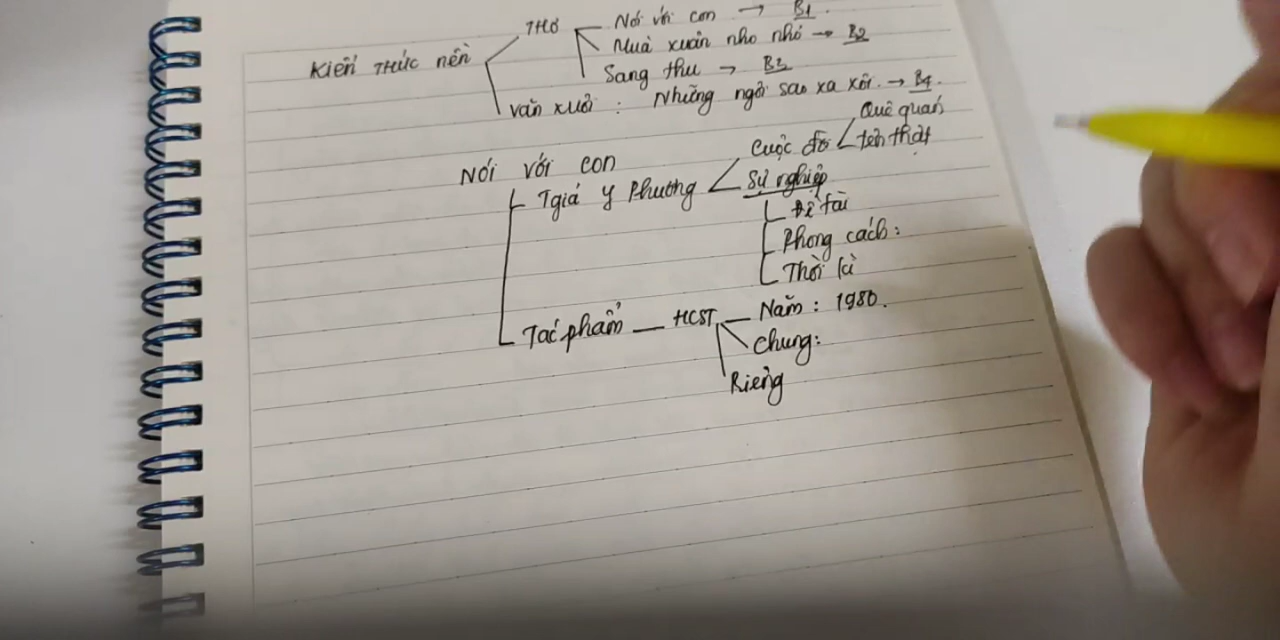 Thơ Nói với con → B1.
Kiến thức nền Mùa xuân nho nhỏ → B2
Sang thu → B3
Văn xuôi : Những ngôi sao xa xôi. → B4.
Nói với con Cuộc đời Quê quán
tên thật
Tgiả Y Phương Sự nghiệp
Đề tài
Phong cách:
Thời kì
Tác phẩm — HCST — Năm: 1980.
Chung:
Riêng